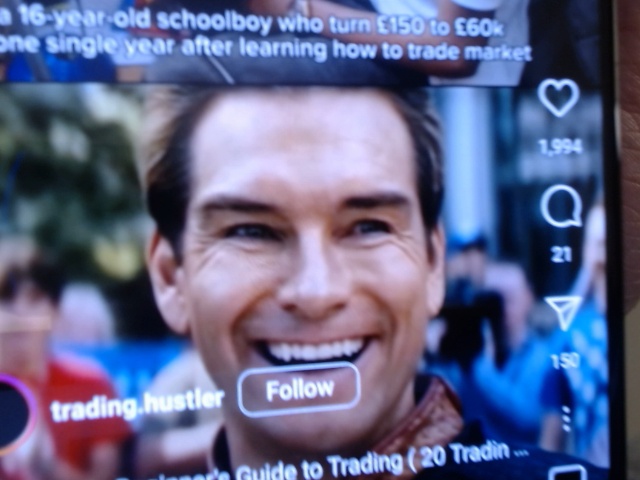 a 16-year-old schoolboy who turn £150 to £60k
one single year after learning how to trade market
1,994
21
150
trading.hustler
Follow
Guide to Trading ( 20 Tradin ...